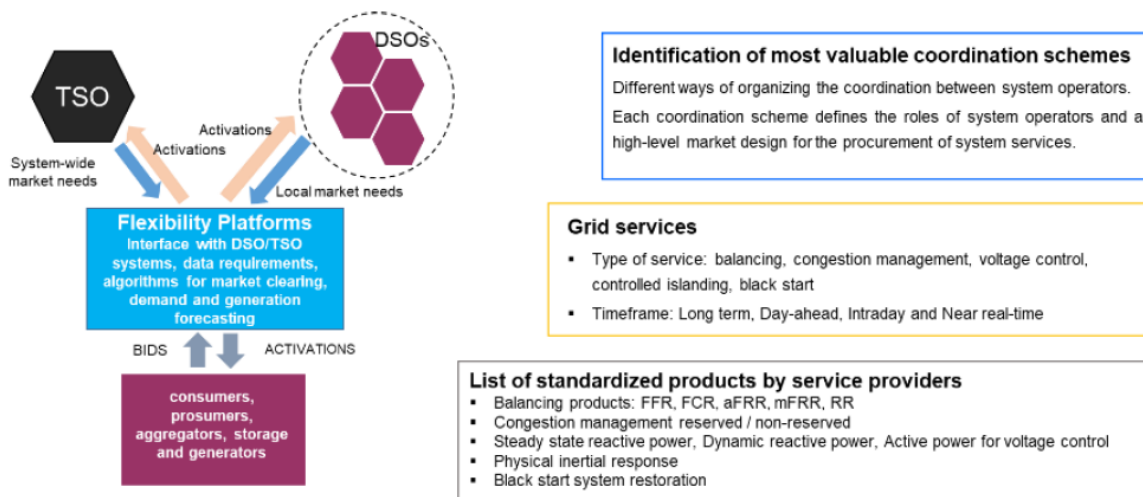 TSO
DSOs
Activations
Activations
System-wide
market needs
Local market needs
Flexibility Platforms
Interface with DSO/TSO
systems, data requirements,
algorithms for market clearing,
demand and generation
forecasting
BIDS
ACTIVATIONS
consumers,
prosumers,
aggregators, storage
and generators
Identification of most valuable coordination schemes
Different ways of organizing the coordination between system operators.
Each coordination scheme defines the roles of system operators and a
high-level market design for the procurement of system services.
Grid services
▪ Type of service: balancing, congestion management, voltage control,
controlled islanding, black start
▪ Timeframe: Long term, Day-ahead, Intraday and Near real-time
List of standardized products by service providers
▪ Balancing products: FFR, FCR, aFRR, mFRR, RR
▪ Congestion management reserved / non-reserved
▪ Steady state reactive power, Dynamic reactive power, Active power for voltage control
▪ Physical inertial response
▪ Black start system restoration